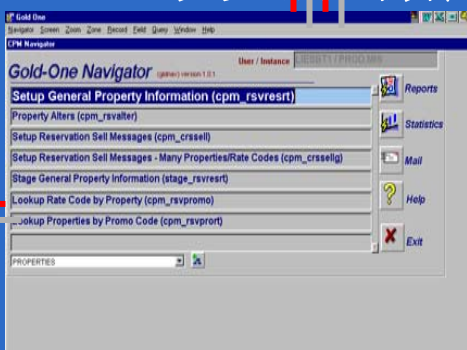 Gold One
Navigator Screen Zoom Zone Record Field Query Window Help
CPM Navigator
User / Instance
Gold-One Navigator (goldnav) version 1.0.1
Setup General Property Information (cpm_rsvresrt)
Property Alters (cpm_rsvalter)
Setup Reservation Sell Messages (cpm_crssell)
Setup Reservation Sell Messages - Many Properties/Rate Codes (cpm_crssellg)
Stage General Property Information (stage_rsvresrt)
Lookup Rate Code by Property (cpm_rsvpromo)
Lookup Properties by Promo Code (cpm_rsvprort)
PROPERTIES
Reports
Statistics
Mail
Help
Exit